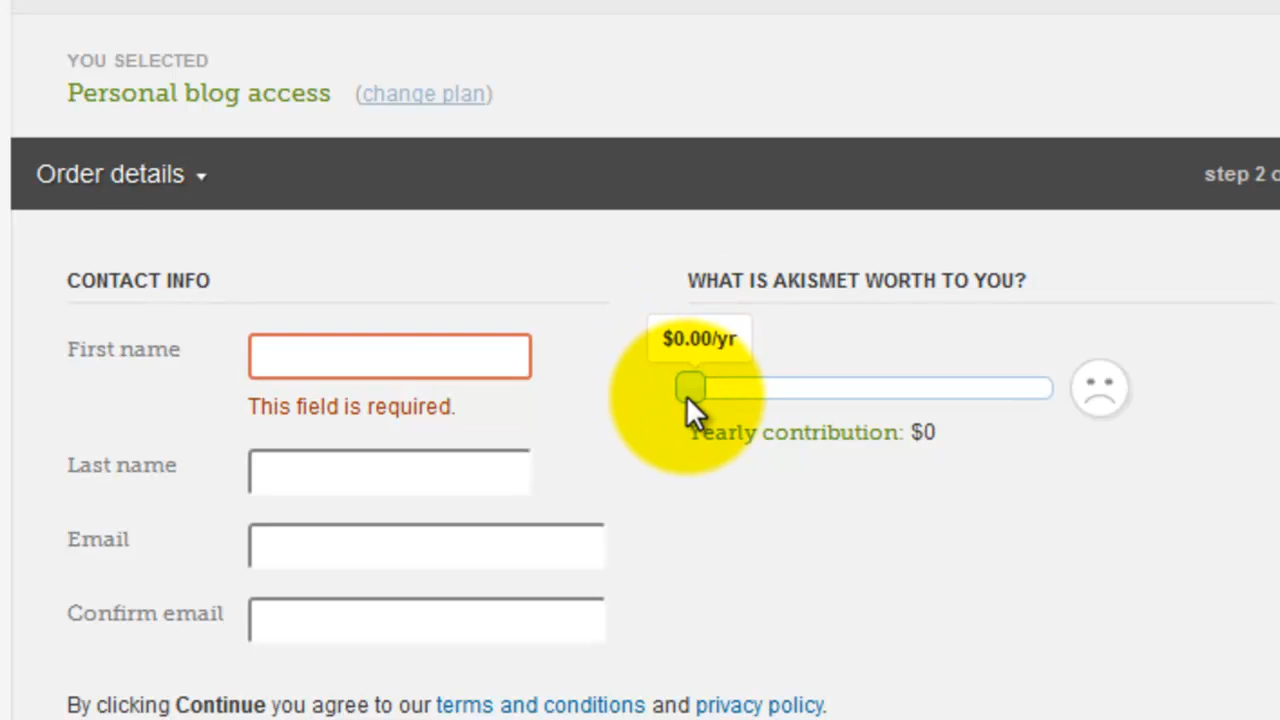 YOU SELECTED
Personal blog access (change plan)
Order details
step 2
CONTACT INFO
First name
This field is required.
Last name
Email
Confirm email
WHAT IS AKISMET WORTH TO YOU?
$0.00/yr
Yearly contribution: $0
By clicking Continue you agree to our terms and conditions and privacy policy.